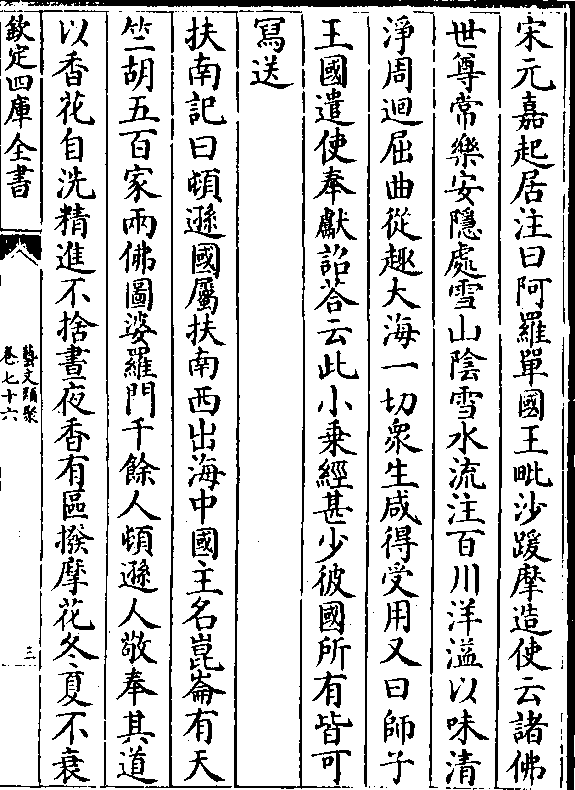 宋元嘉起居注曰阿羅單國王毗沙跋摩造使云諸佛
世尊常樂安隱處雪山陰雪水流注百川洋溢以味清
淨周迴屈曲從趣大海一切衆生咸得受用又曰師子
王國遣使奉獻詔荅云此小乗經甚少彼國所有皆可
冩送
扶南記曰頓遜國屬扶南西出海中國主名崑崙有天
竺胡五百家兩佛圖婆羅門千餘人頓遜人敬奉其道
以香花自洗精進不捨晝夜香有區撥摩花冬夏不衰
欽定四庫全書
藝文類聚
卷七十六
三